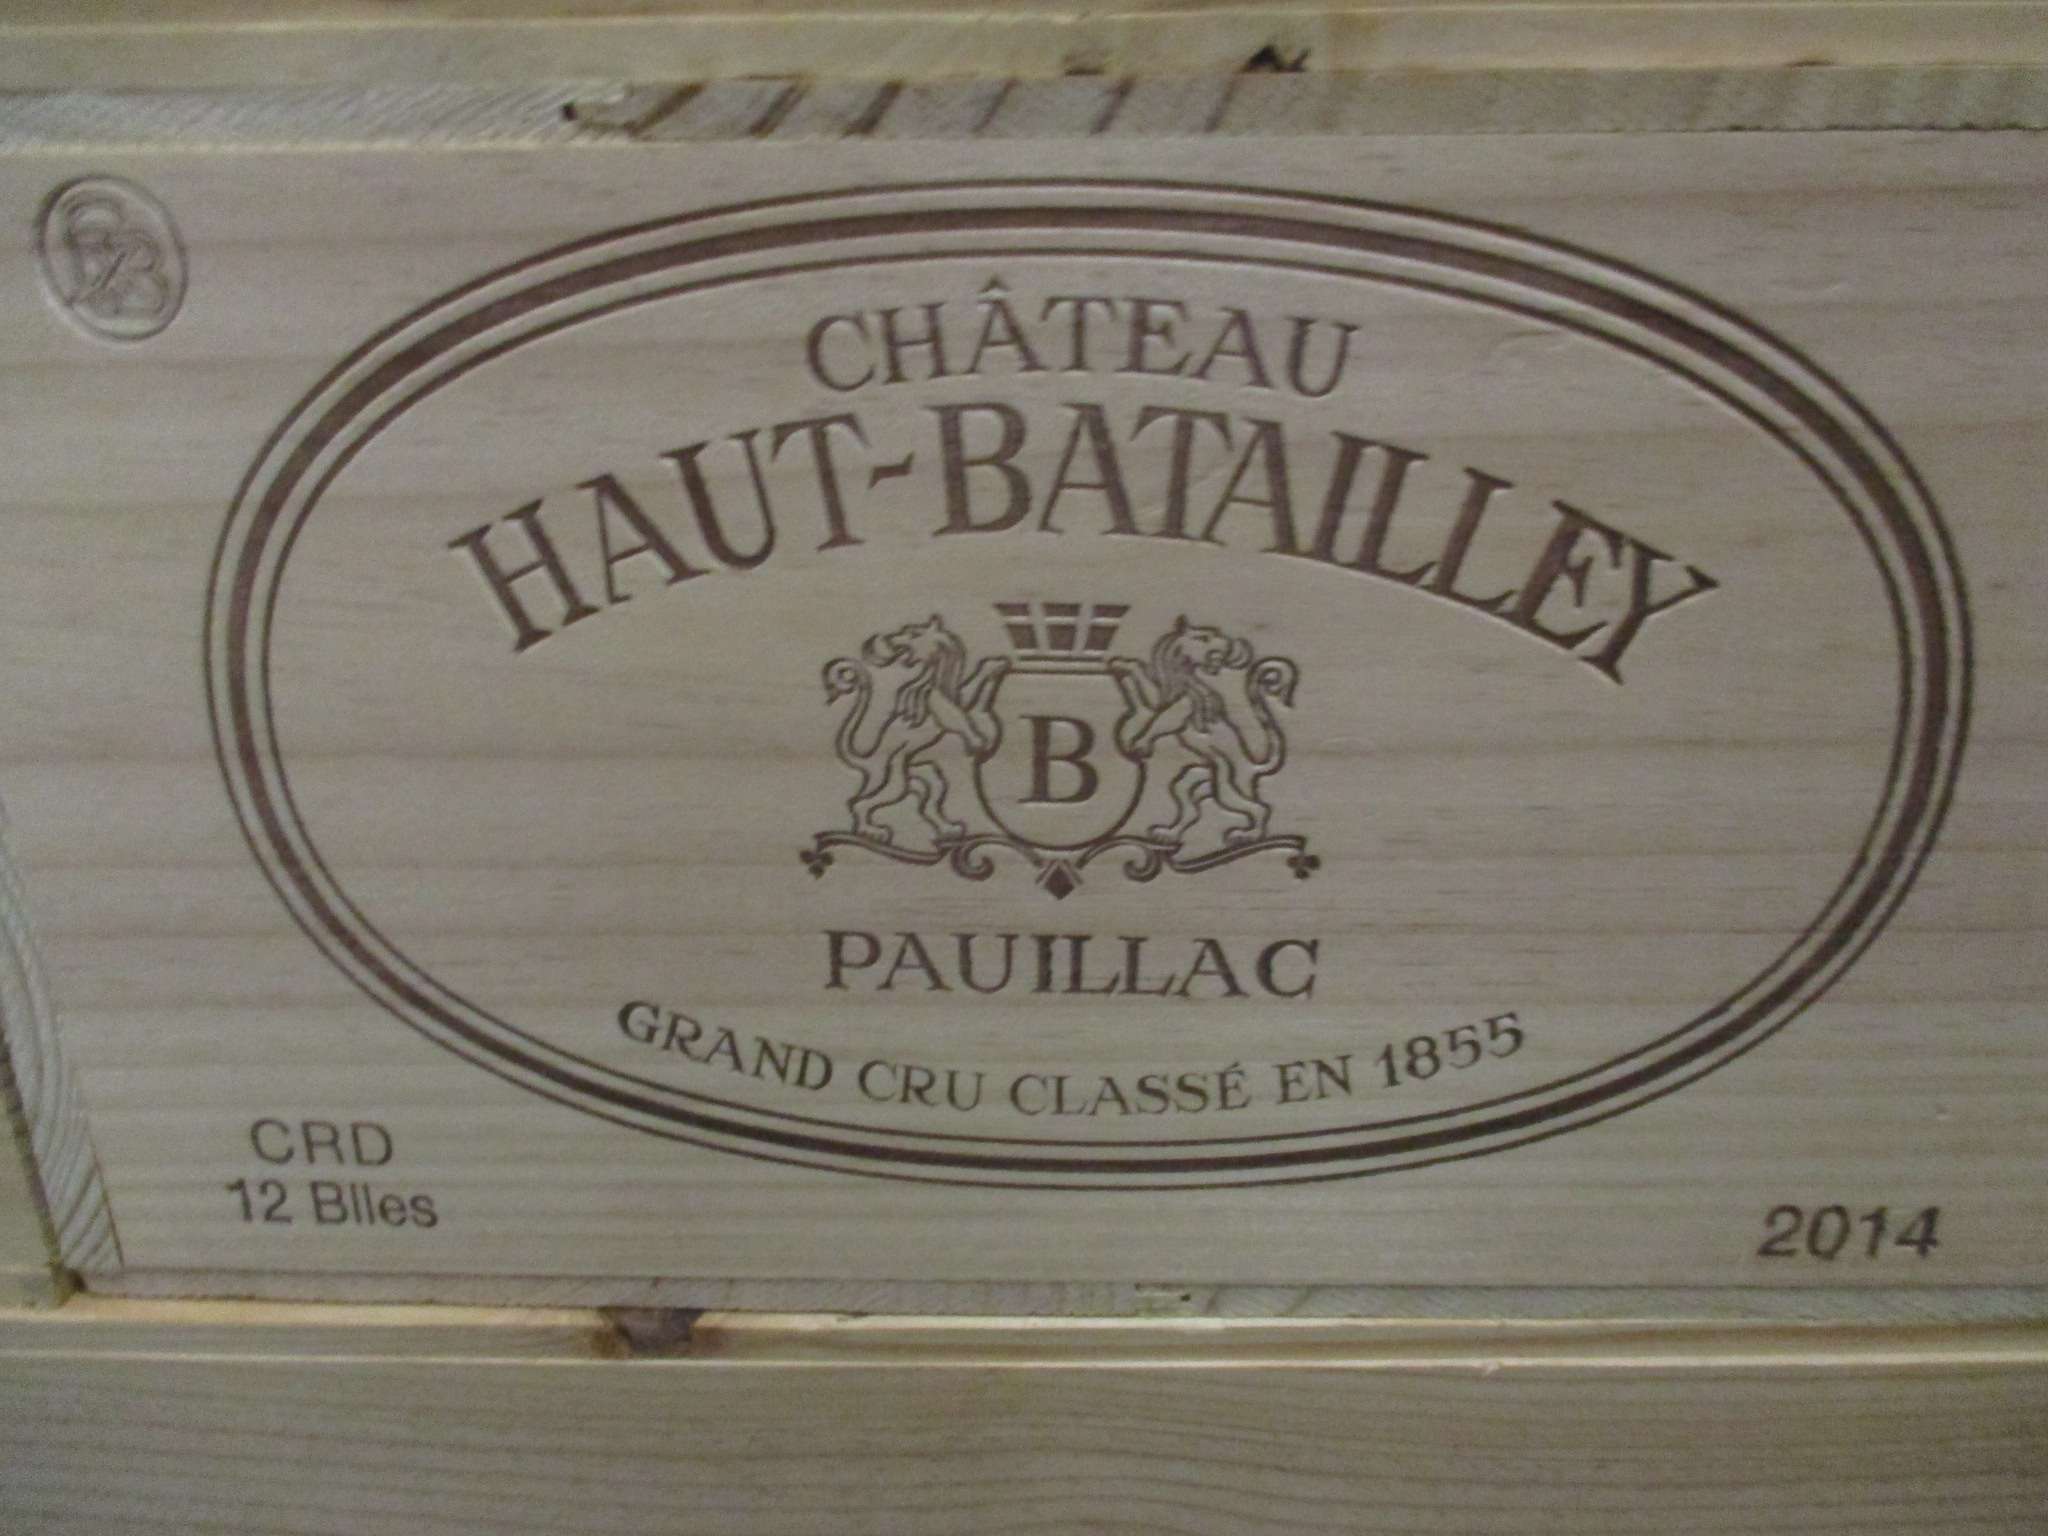 CHÂTEAU
HAUT-BATAILLEY
B
PAUILLAC
GRAND CRU CLASSÉ EN 1855
CRD
12 Blles
2014